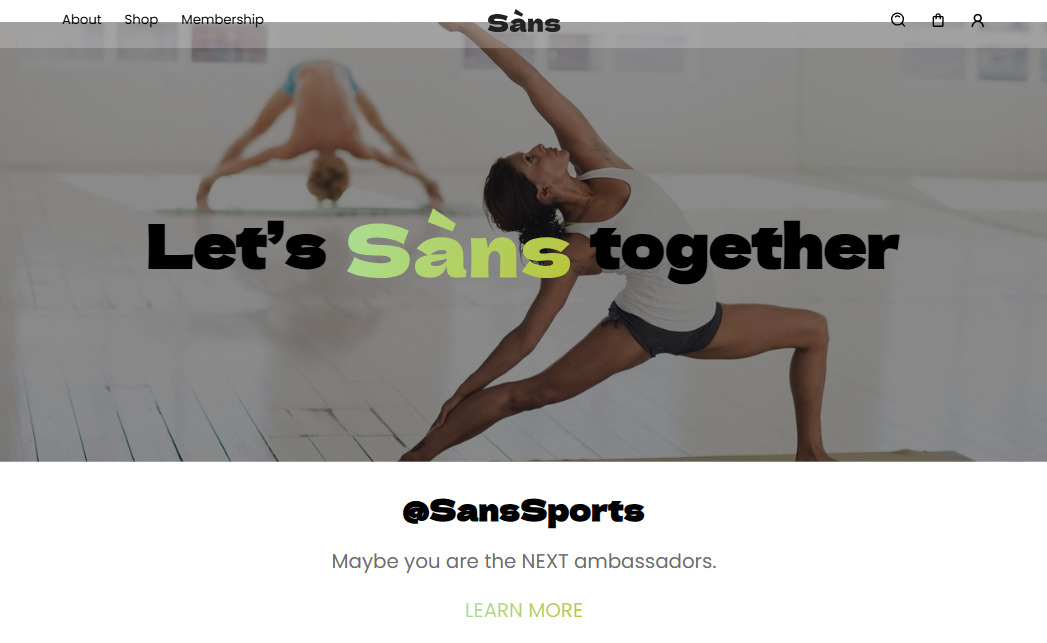 About Shop Membership Sàns
Let’s Sàns together
@SansSports
Maybe you are the NEXT ambassadors.
LEARN MORE